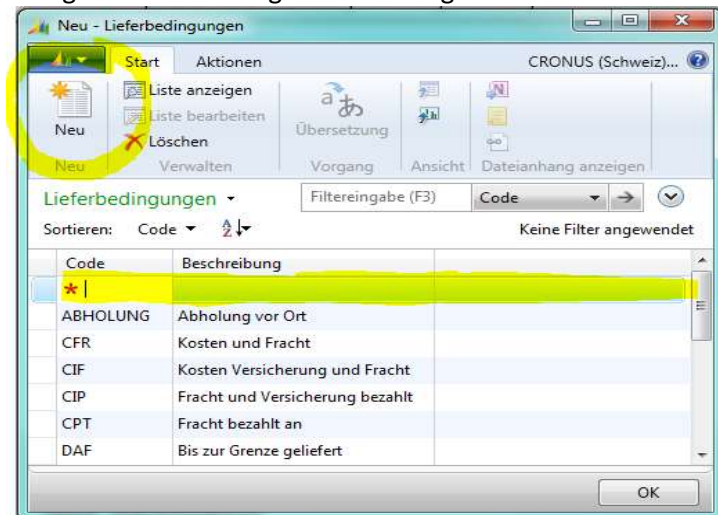 Neu - Lieferbedingungen
Start Aktionen CRONUS (Schweiz)...
Liste anzeigen
Neu Liste bearbeiten Übersetzung
Löschen
Neu Verwalten Vorgang Ansicht Dateianhang anzeigen
Lieferbedingungen Filtereingabe (F3) Code
Sortieren: Code Keine Filter angewendet
Code Beschreibung
*
ABHOLUNG Abholung vor Ort
CFR Kosten und Fracht
CIF Kosten Versicherung und Fracht
CIP Fracht und Versicherung bezahlt
CPT Fracht bezahlt an
DAF Bis zur Grenze geliefert
OK